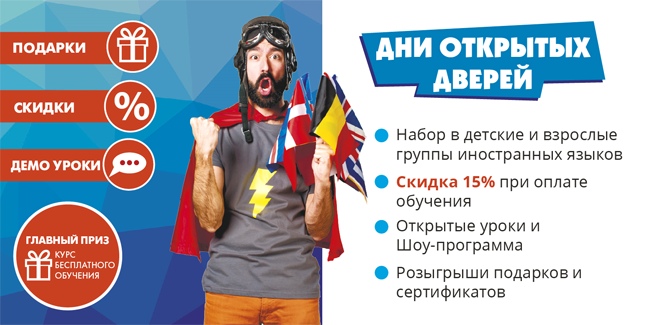 ПОДАРКИ
СКИДКИ
%
ДЕМО УРОКИ
ГЛАВНЫЙ ПРИЗ
КУРС
БЕСПЛАТНОГО
ОБУЧЕНИЯ
ДНИ ОТКРЫТЫХ
ДВЕРЕЙ
Набор в детские и взрослые
группы иностранных языков
Скидка 15% при оплате
обучения
Открытые уроки и
Шоу-программа
Розыгрыши подарков и
сертификатов